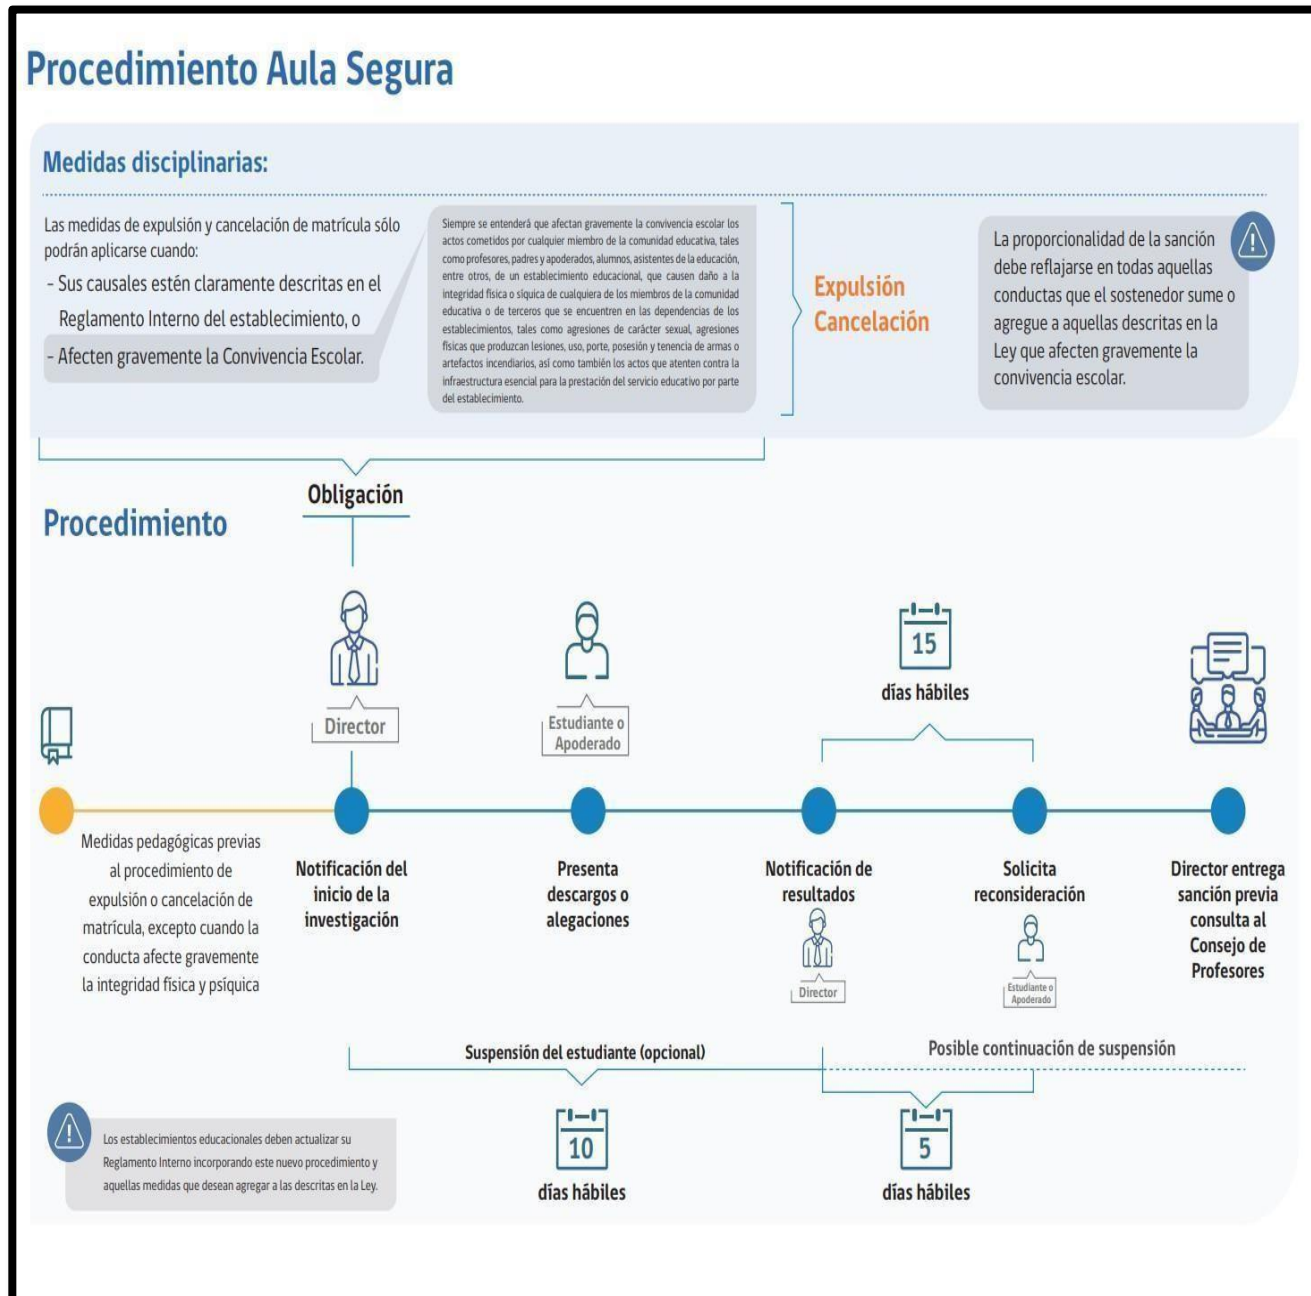 Procedimiento Aula Segura
Medidas disciplinarias:
Las medidas de expulsión y cancelación de matrícula sólo
podrán aplicarse cuando:
- Sus causales estén claramente descritas en el
Reglamento Interno del establecimiento, o
- Afecten gravemente la Convivencia Escolar.
Siempre se entenderá que afectan gravemente la convivencia escolar los
actos cometidos por cualquier miembro de la comunidad educativa, tales
como profesores, padres y apoderados, alumnos, asistentes de la educación,
entre otros, de un establecimiento educacional, que causen daño a la
integridad física o síquica de cualquiera de los miembros de la comunidad
educativa o de terceros que se encuentren en las dependencias de los
establecimientos, tales como agresiones de carácter sexual, agresiones
físicas que produzcan lesiones, uso, porte, posesión y tenencia de armas o
artefactos incendiarios, así como también los actos que atenten contra la
infraestructura esencial para la prestación del servicio educativo por parte
del establecimiento.
Expulsión
Cancelación
La proporcionalidad de la sanción
debe reflajarse en todas aquellas
conductas que el sostenedor sume o
agregue a aquellas descritas en la
Ley que afecten gravemente la
convivencia escolar.
Obligación
Procedimiento
Director
Estudiante o
Apoderado
15
días hábiles
Medidas pedagógicas previas
al procedimiento de
expulsión o cancelación de
matrícula, excepto cuando la
conducta afecte gravemente
la integridad física y psíquica
Notificación del
inicio de la
investigación
Presenta
descargos o
alegaciones
Notificación de
resultados
Director
Solicita
reconsideración
Estudiante o
Apoderado
Director entrega
sanción previa
consulta al
Consejo de
Profesores
Suspensión del estudiante (opcional)
Posible continuación de suspensión
10
días hábiles
5
días hábiles
Los establecimientos educacionales deben actualizar su
Reglamento Interno incorporando este nuevo procedimiento y
aquellas medidas que desean agregar a las descritas en la Ley.